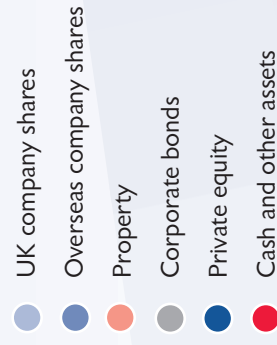 UK company shares
Overseas company shares
Property
Corporate bonds
Private equity
Cash and other assets